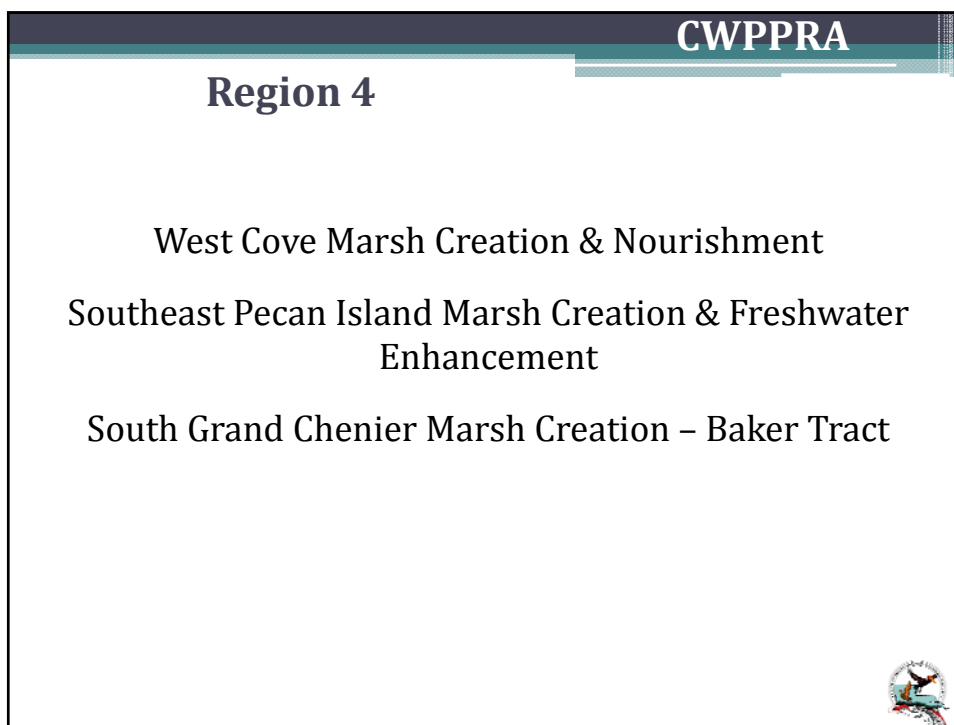 CWPPRA
Region 4
West Cove Marsh Creation & Nourishment
Southeast Pecan Island Marsh Creation & Freshwater
Enhancement
South Grand Chenier Marsh Creation – Baker Tract